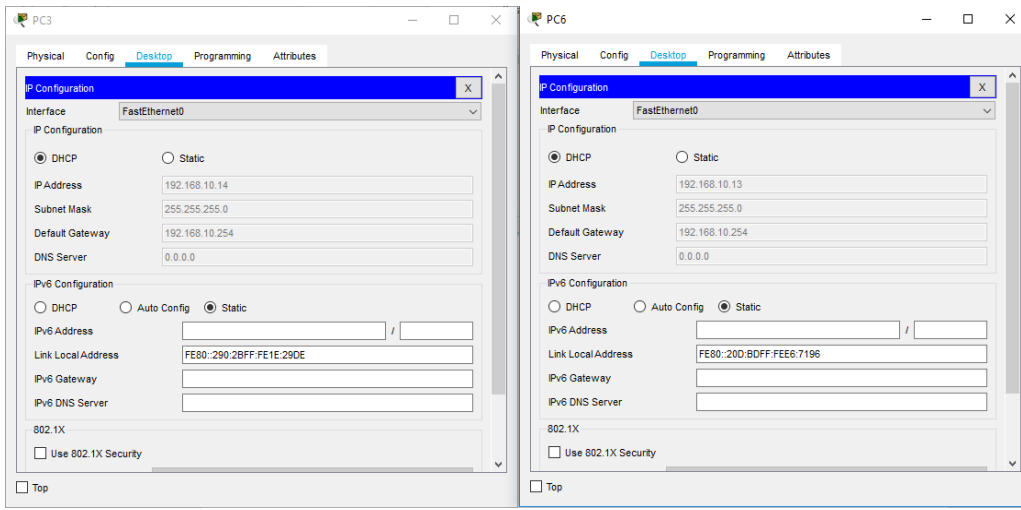 PC3
Physical Config Desktop Programming Attributes
IP Configuration
X
Interface FastEthernet0
IP Configuration
DHCP Static
IP Address 192.168.10.14
Subnet Mask 255.255.255.0
Default Gateway 192.168.10.254
DNS Server 0.0.0.0
IPv6 Configuration
DHCP Auto Config Static
IPv6 Address /
Link Local Address FE80::290:2BFF:FE1E:29DE
IPv6 Gateway
IPv6 DNS Server
802.1X
Use 802.1X Security
Top
PC6
Physical Config Desktop Programming Attributes
IP Configuration
X
Interface FastEthernet0
IP Configuration
DHCP Static
IP Address 192.168.10.13
Subnet Mask 255.255.255.0
Default Gateway 192.168.10.254
DNS Server 0.0.0.0
IPv6 Configuration
DHCP Auto Config Static
IPv6 Address /
Link Local Address FE80::20D:BDFF:FEE6:7196
IPv6 Gateway
IPv6 DNS Server
802.1X
Use 802.1X Security
Top